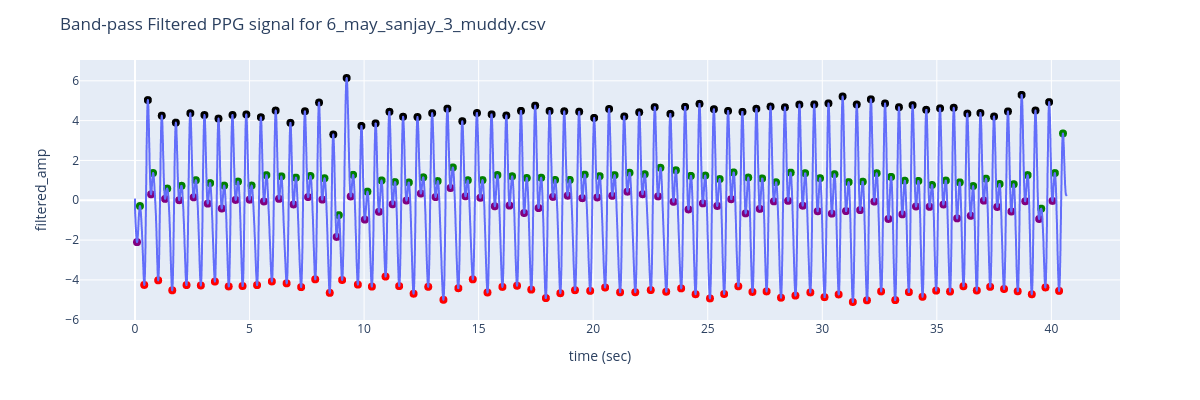 Band-pass Filtered PPG signal for 6_may_sanjay_3_muddy.csv
6
4
2
0
−2
−4
−6
filtered_amp
0 5 10 15 20 25 30 35 40
time (sec)